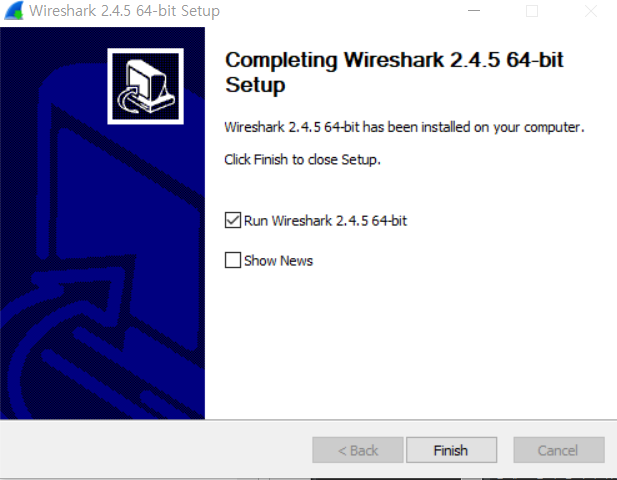 Wireshark 2.4.5 64-bit Setup
Completing Wireshark 2.4.5 64-bit
Setup
Wireshark 2.4.5 64-bit has been installed on your computer.
Click Finish to close Setup.
Run Wireshark 2.4.5 64-bit
Show News
< Back
Finish
Cancel